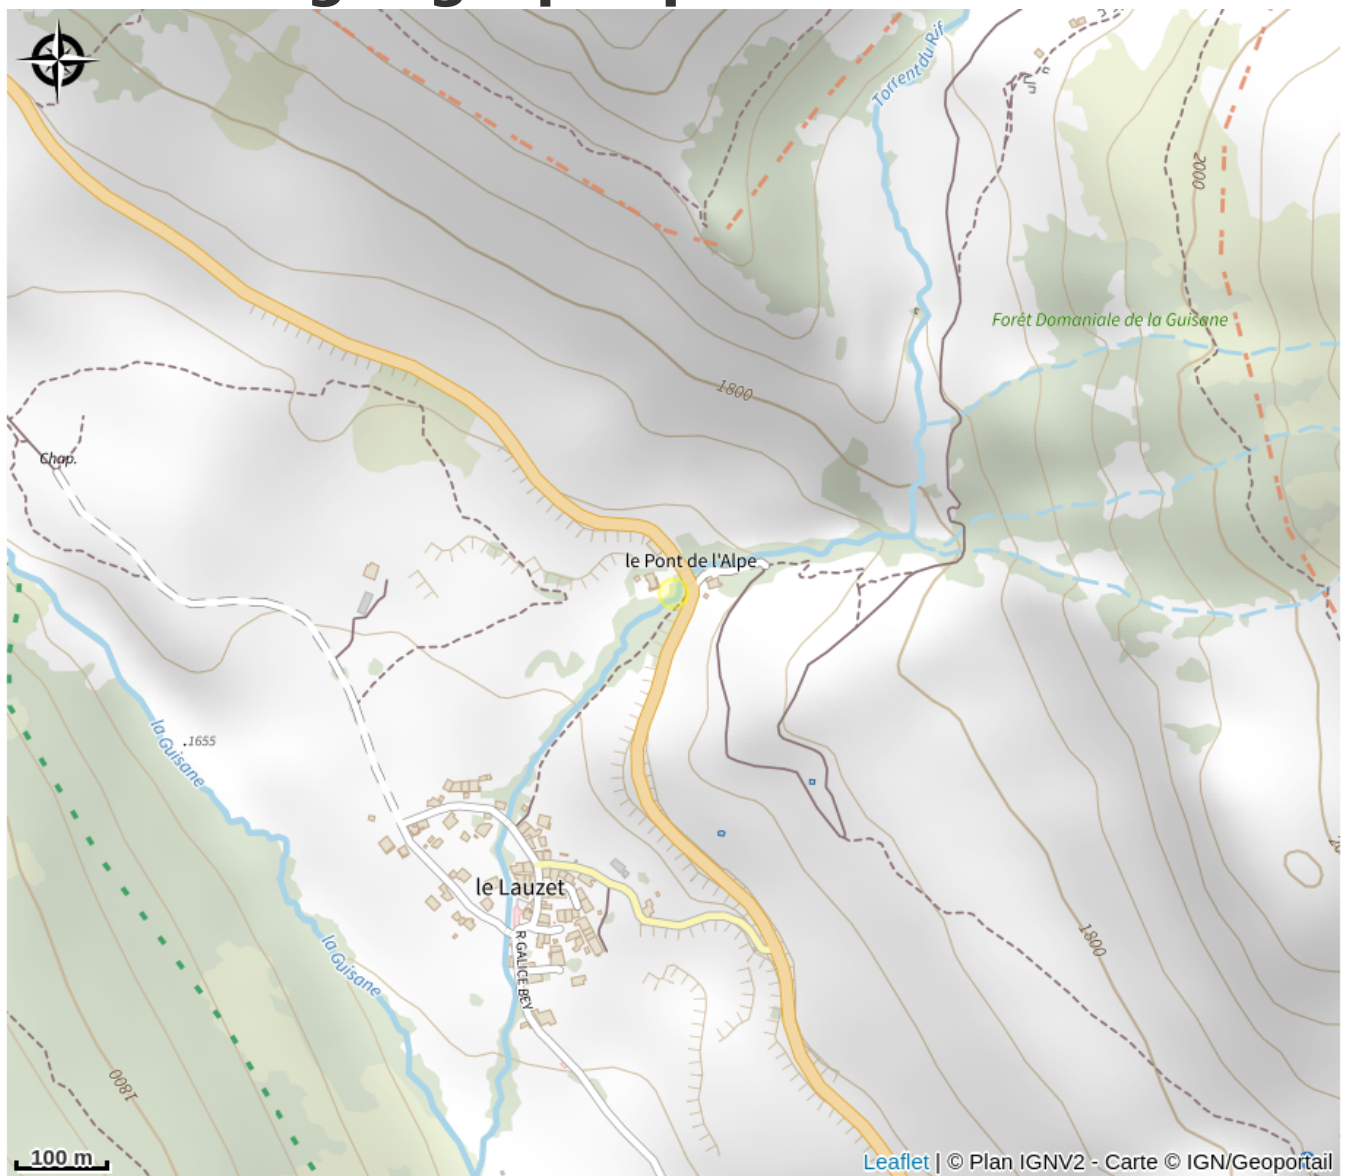 Torrent du Rif
2000
Forêt Domaniale de la Guisane
1800
Chap.
le Pont de l'Alpe
la Guisane
.1655
le Lauzet
R GALICE BEY
1800
la Guisane
1800
100 m
Leaflet | © Plan IGNV2 - Carte © IGN/Geoportail